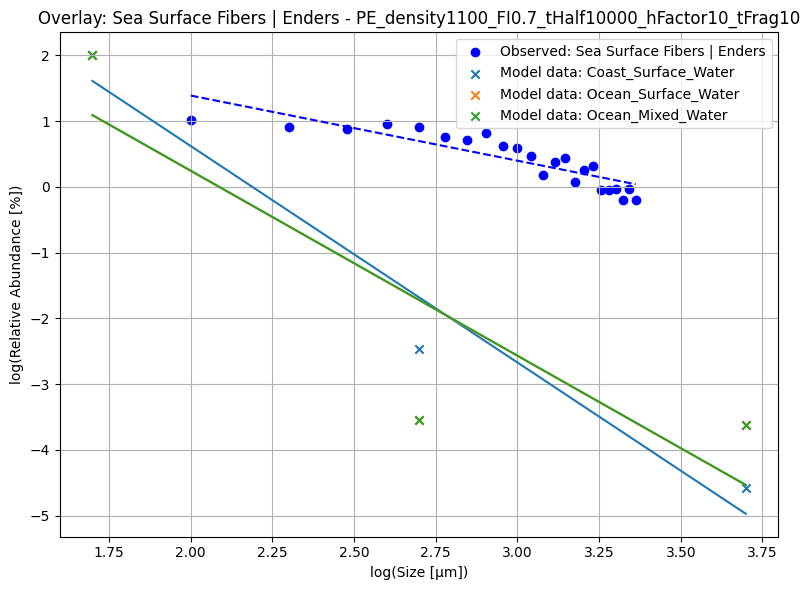 Overlay: Sea Surface Fibers | Enders - PE_density1100_FI0.7_tHalf10000_hFactor10_tFrag10
Observed: Sea Surface Fibers | Enders
Model data: Coast_Surface_Water
Model data: Ocean_Surface_Water
Model data: Ocean_Mixed_Water
log(Relative Abundance [%])
2
1
0
−1
−2
−3
−4
−5
1.75 2.00 2.25 2.50 2.75 3.00 3.25 3.50 3.75
log(Size [µm])